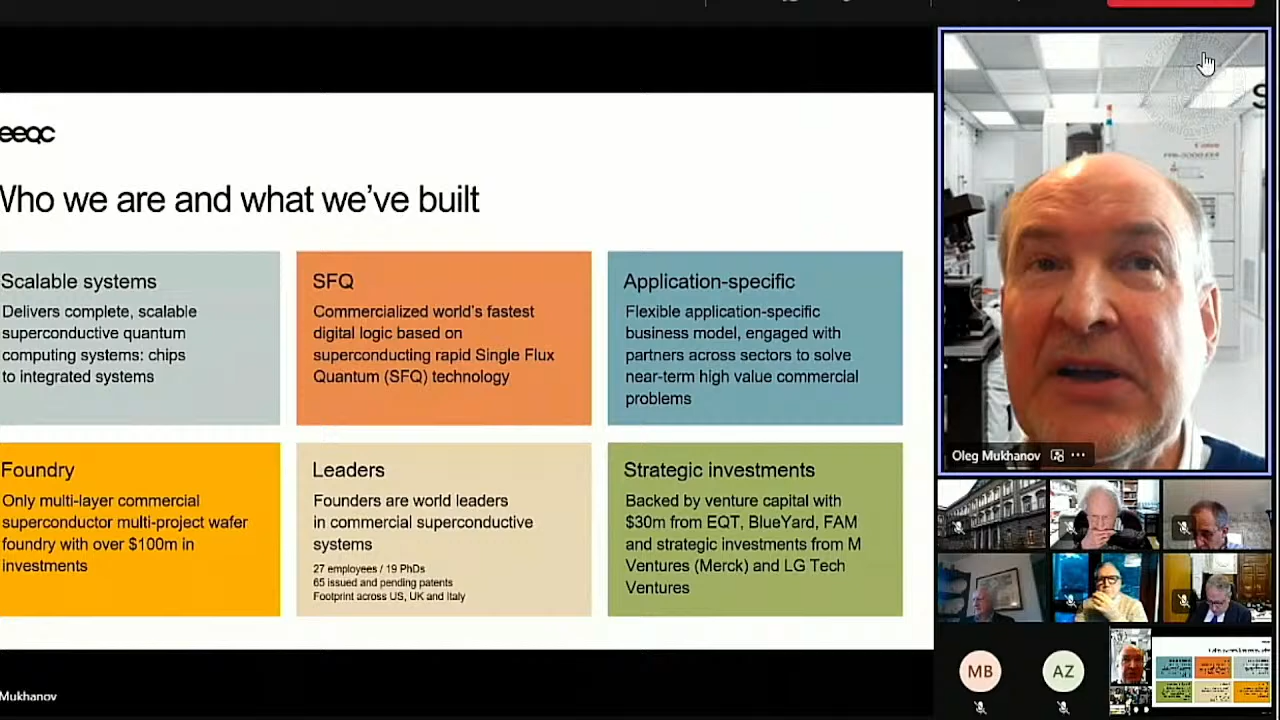 eeqc
Who we are and what we've built
Scalable systems
Delivers complete, scalable
superconductive quantum
computing systems: chips
to integrated systems
SFQ
Commercialized world's fastest
digital logic based on
superconducting rapid Single Flux
Quantum (SFQ) technology
Application-specific
Flexible application-specific
business model, engaged with
partners across sectors to solve
near-term high value commercial
problems
Foundry
Only multi-layer commercial
superconductor multi-project wafer
foundry with over $100m in
investments
Leaders
Founders are world leaders
in commercial superconductive
systems
27 employees / 19 PhDs
65 issued and pending patents
Footprint across US, UK and Italy
Strategic investments
Backed by venture capital with
$30m from EQT, BlueYard, FAM
and strategic investments from M
Ventures (Merck) and LG Tech
Ventures
Mukhanov
S
Oleg Mukhanov
MB
AZ